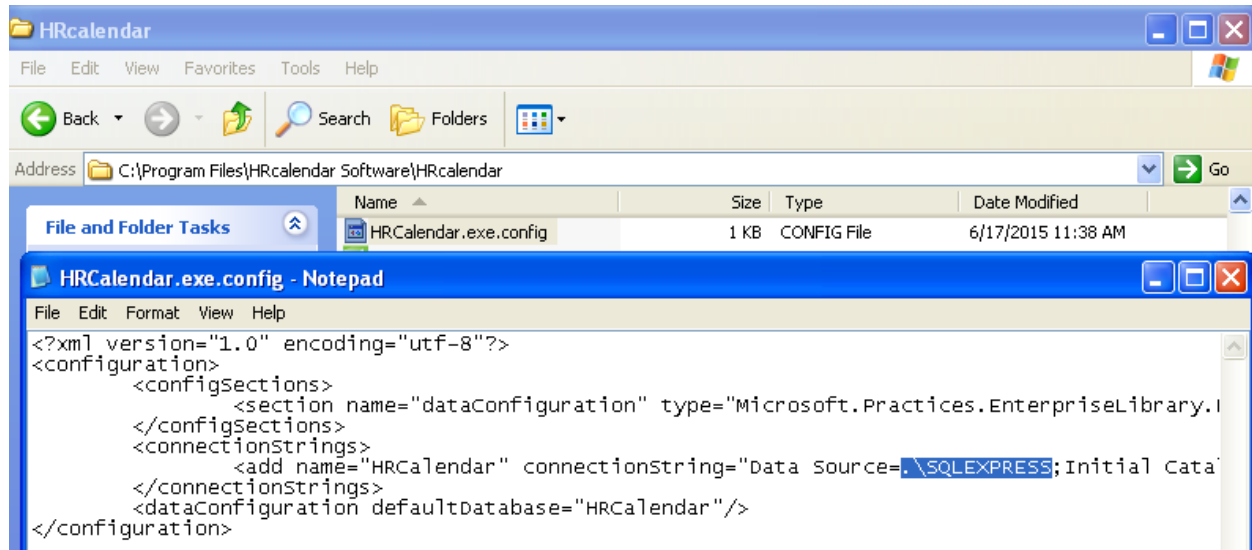 HRcalendar
File Edit View Favorites Tools Help
Back Search Folders
Address C:\Program Files\HRcalendar Software\HRcalendar Go
Name Size Type Date Modified
File and Folder Tasks HRCalendar.exe.config 1 KB CONFIG File 6/17/2015 11:38 AM
HRCalendar.exe.config - Notepad
File Edit Format View Help
<?xml version="1.0" encoding="utf-8"?>
<configuration>
<configSections>
<section name="dataConfiguration" type="Microsoft.Practices.EnterpriseLibrary.
</configSections>
<connectionStrings>
<add name="HRCalendar" connectionString="Data Source=.\SQLEXPRESS;Initial Cata
</connectionStrings>
<dataConfiguration defaultDatabase="HRCalendar"/>
</configuration>